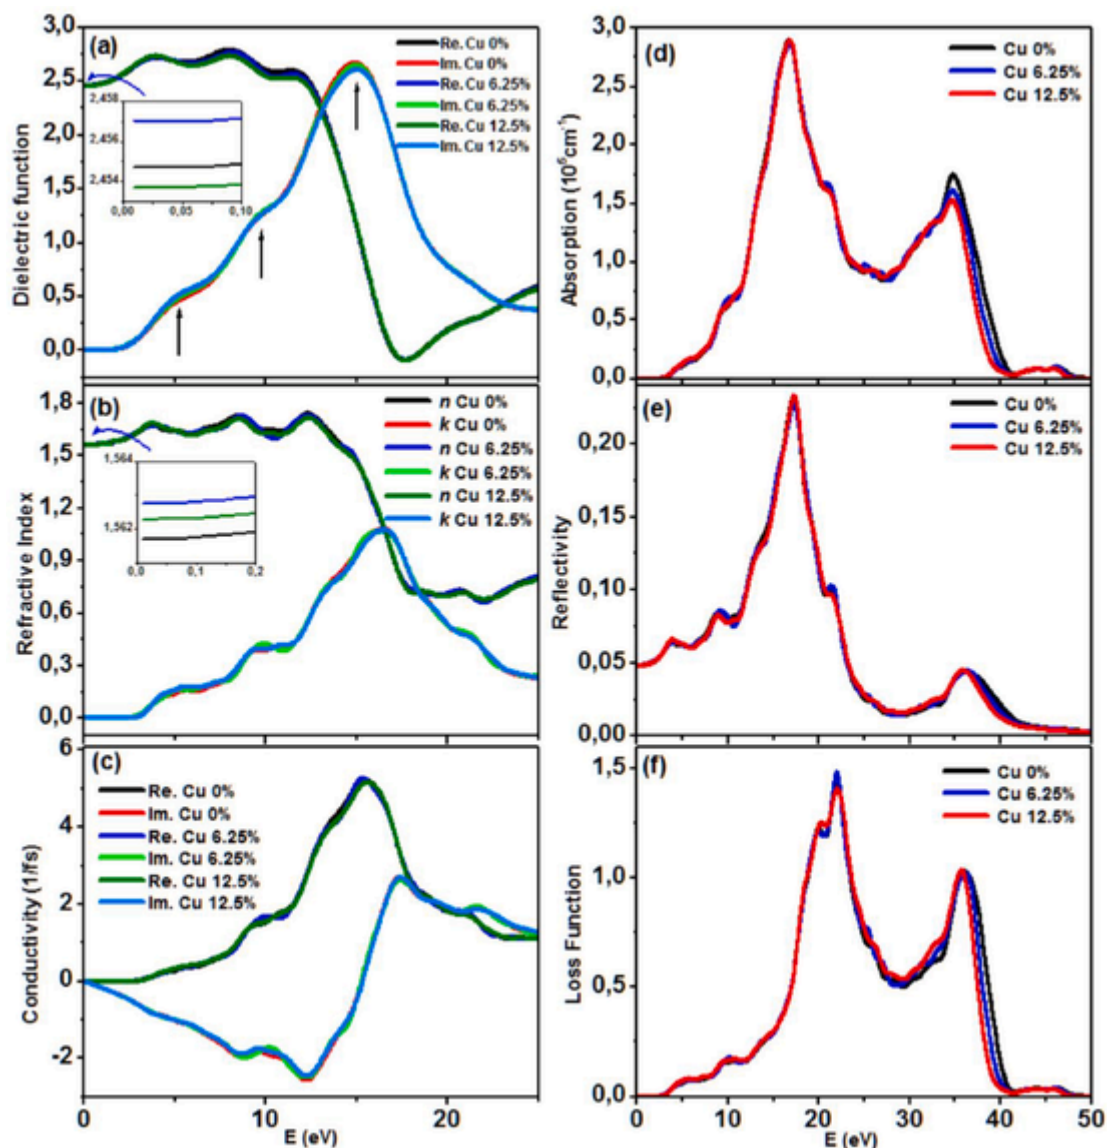 (a)
Re. Cu 0%
Im. Cu 0%
Re. Cu 6.25%
Im. Cu 6.25%
Re. Cu 12.5%
Im. Cu 12.5%
3,0
2,5
2,0
1,5
1,0
0,5
0,0
Dielectric function
2,458
2,456
2,454
0,00 0,05 0,10
(b)
n Cu 0%
k Cu 0%
n Cu 6.25%
k Cu 6.25%
n Cu 12.5%
k Cu 12.5%
1,8
1,5
1,2
0,9
0,6
0,3
0,0
Refractive Index
1,564
1,562
0,0 0,1 0,2
(c)
Re. Cu 0%
Im. Cu 0%
Re. Cu 6.25%
Im. Cu 6.25%
Re. Cu 12.5%
Im. Cu 12.5%
6
4
2
0
-2
Conductivity (1/fs)
0 10 20
E (eV)
(d)
Cu 0%
Cu 6.25%
Cu 12.5%
3,0
2,5
2,0
1,5
1,0
0,5
0,0
(e)
Cu 0%
Cu 6.25%
Cu 12.5%
0,20
0,15
0,10
0,05
0,00
Reflectivity
(f)
Cu 0%
Cu 6.25%
Cu 12.5%
1,5
1,0
0,5
0,0
Loss Function
0 10 20 30 40 50
E (eV)